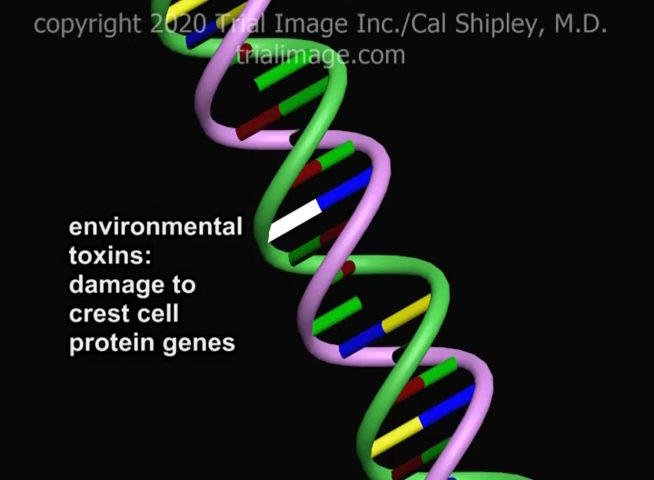 copyright 2020 Trial Image Inc./Cal Shipley, M.D.
trialimage.com
environmental
toxins:
damage to
crest cell
protein genes